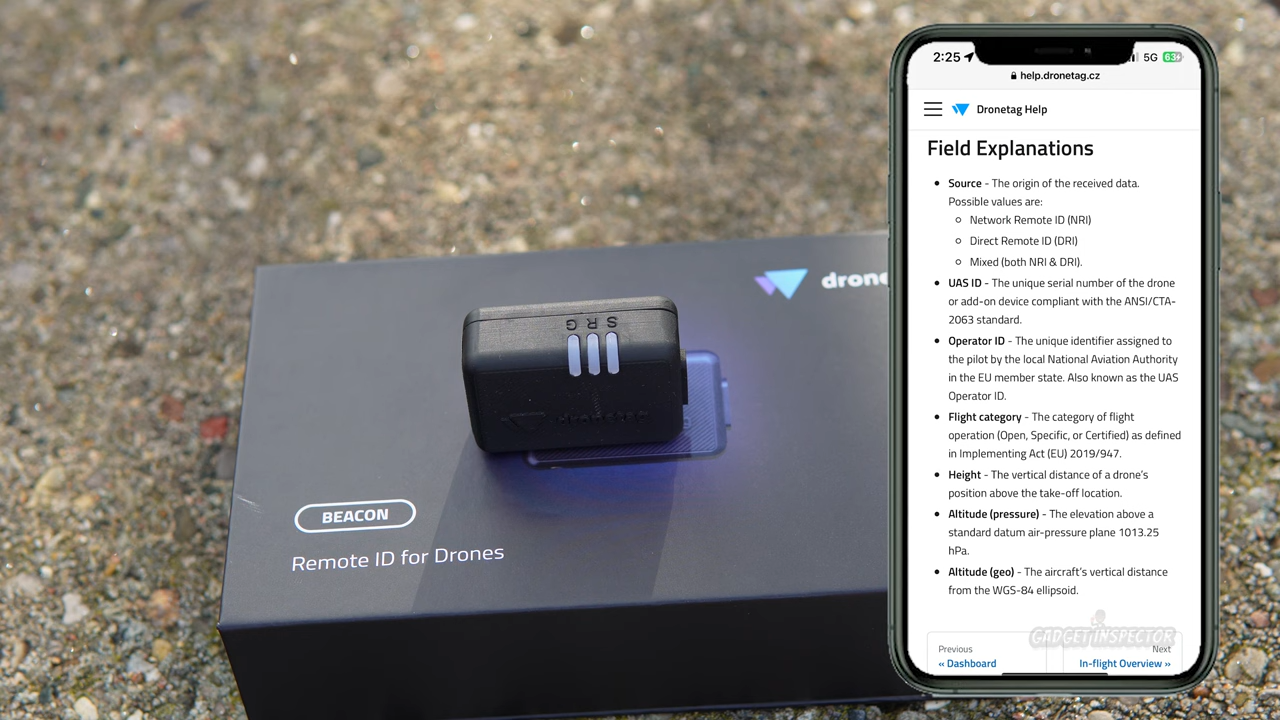 drone
S R G
BEACON
Remote ID for Drones
2:25
5G
63+
help.dronetag.cz
Dronetag Help
Field Explanations
Source - The origin of the received data.
Possible values are:
Network Remote ID (NRI)
Direct Remote ID (DRI)
Mixed (both NRI & DRI).
UAS ID - The unique serial number of the drone
or add-on device compliant with the ANSI/CTA-
2063 standard.
Operator ID - The unique identifier assigned to
the pilot by the local National Aviation Authority
in the EU member state. Also known as the UAS
Operator ID.
Flight category - The category of flight
operation (Open, Specific, or Certified) as defined
in Implementing Act (EU) 2019/947.
Height - The vertical distance of a drone's
position above the take-off location.
Altitude (pressure) - The elevation above a
standard datum air-pressure plane 1013.25
hPa.
Altitude (geo) - The aircraft's vertical distance
from the WGS-84 ellipsoid.
GADGET INSPECTOR
Previous
« Dashboard
Next
In-flight Overview »